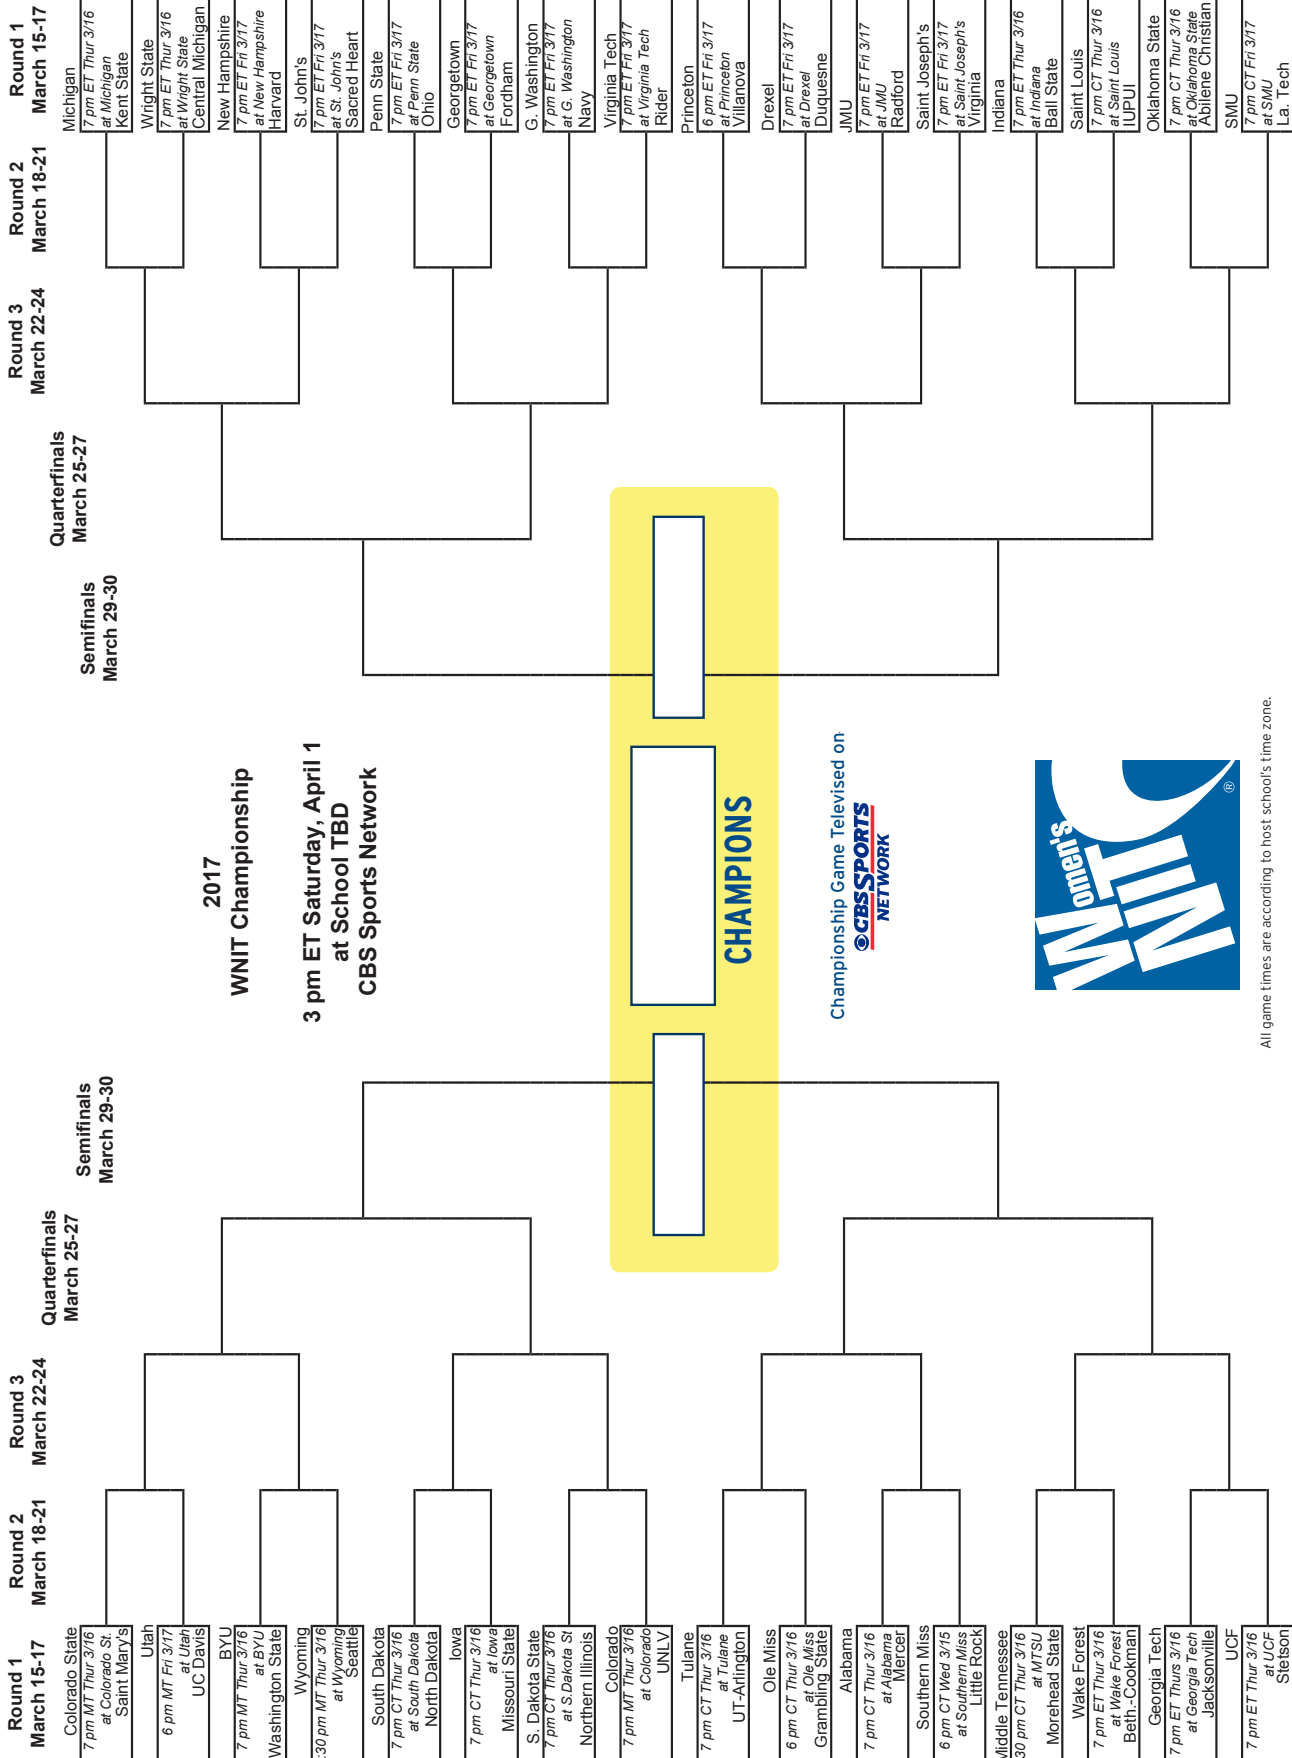 Round 1
March 15-17
Round 2
March 18-21
Round 3
March 22-24
Quarterfinals
March 25-27
Semifinals
March 29-30
Semifinals
March 29-30
Quarterfinals
March 25-27
Round 3
March 22-24
Round 2
March 18-21
Round 1
March 15-17
Colorado State
7 pm MT Thur 3/16
at Colorado St.
Saint Mary's
Utah
6 pm MT Fri 3/17
at Utah
UC Davis
BYU
7 pm MT Thur 3/16
at BYU
Washington State
Wyoming
:30 pm MT Thur 3/16
at Wyoming
Seattle
South Dakota
7 pm CT Thur 3/16
at South Dakota
North Dakota
Iowa
7 pm CT Thur 3/16
at Iowa
Missouri State
S. Dakota State
7 pm CT Thur 3/16
at S.Dakota St
Northern Illinois
Colorado
7 pm MT Thur 3/16
at Colorado
UNLV
Tulane
7 pm CT Thur 3/16
at Tulane
UT-Arlington
Ole Miss
6 pm CT Thur 3/16
at Ole Miss
Grambling State
Alabama
7 pm CT Thur 3/16
at Alabama
Mercer
Southern Miss
6 pm CT Wed 3/15
at Southern Miss
Little Rock
Middle Tennessee
30 pm CT Thur 3/16
at MTSU
Morehead State
Wake Forest
7 pm ET Thur 3/16
at Wake Forest
Beth.-Cookman
Georgia Tech
7 pm ET Thurs 3/16
at Georgia Tech
Jacksonville
UCF
7 pm ET Thur 3/16
at UCF
Stetson
2017
WNIT Championship
3 pm ET Saturday, April 1
at School TBD
CBS Sports Network
CHAMPIONS
Championship Game Televised on
CBS SPORTS
NETWORK
Women's
NIT
®
All game times are according to host school's time zone.
Michigan
7 pm ET Thur 3/16
at Michigan
Kent State
Wright State
7 pm ET Thur 3/16
at Wright State
Central Michigan
New Hampshire
7 pm ET Fri 3/17
at New Hampshire
Harvard
St. John's
7 pm ET Fri 3/17
at St. John's
Sacred Heart
Penn State
7 pm ET Fri 3/17
at Penn State
Ohio
Georgetown
7 pm ET Fri 3/17
at Georgetown
Fordham
G. Washington
7 pm ET Fri 3/17
at G. Washington
Navy
Virginia Tech
7 pm ET Fri 3/17
at Virginia Tech
Rider
Princeton
6 pm ET Fri 3/17
at Princeton
Villanova
Drexel
7 pm ET Fri 3/17
at Drexel
Duquesne
JMU
7 pm ET Fri 3/17
at JMU
Radford
Saint Joseph's
7 pm ET Fri 3/17
at Saint Joseph's
Virginia
Indiana
7 pm ET Thur 3/16
at Indiana
Ball State
Saint Louis
7 pm CT Thur 3/16
at Saint Louis
IUPUI
Oklahoma State
7 pm CT Thur 3/16
at Oklahoma State
Abilene Christian
SMU
7 pm CT Fri 3/17
at SMU
La. Tech